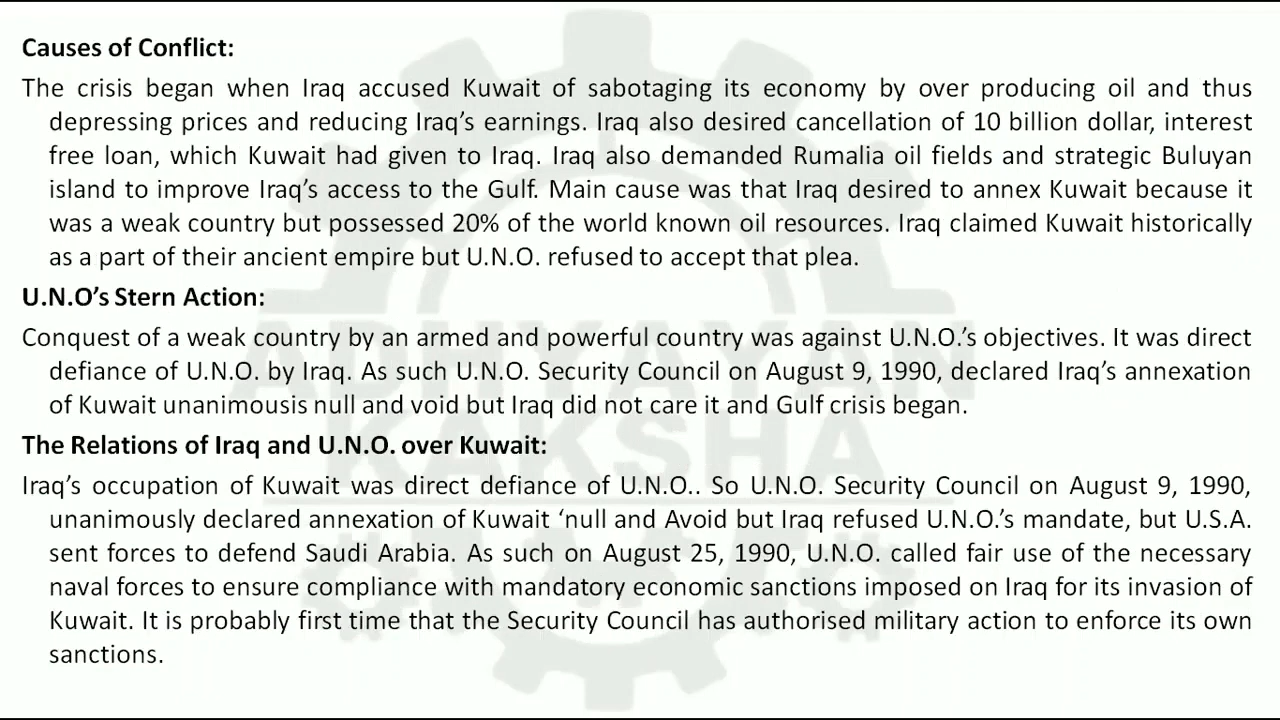 Causes of Conflict:
The crisis began when Iraq accused Kuwait of sabotaging its economy by over producing oil and thus
depressing prices and reducing Iraq's earnings. Iraq also desired cancellation of 10 billion dollar, interest
free loan, which Kuwait had given to Iraq. Iraq also demanded Rumalia oil fields and strategic Buluyan
island to improve Iraq's access to the Gulf. Main cause was that Iraq desired to annex Kuwait because it
was a weak country but possessed 20% of the world known oil resources. Iraq claimed Kuwait historically
as a part of their ancient empire but U.N.O. refused to accept that plea.
U.N.O's Stern Action:
Conquest of a weak country by an armed and powerful country was against U.N.O.'s objectives. It was direct
defiance of U.N.O. by Iraq. As such U.N.O. Security Council on August 9, 1990, declared Iraq's annexation
of Kuwait unanimousis null and void but Iraq did not care it and Gulf crisis began.
The Relations of Iraq and U.N.O. over Kuwait:
Iraq's occupation of Kuwait was direct defiance of U.N.O.. So U.N.O. Security Council on August 9, 1990,
unanimously declared annexation of Kuwait 'null and Avoid but Iraq refused U.N.O.'s mandate, but U.S.A.
sent forces to defend Saudi Arabia. As such on August 25, 1990, U.N.O. called fair use of the necessary
naval forces to ensure compliance with mandatory economic sanctions imposed on Iraq for its invasion of
Kuwait. It is probably first time that the Security Council has authorised military action to enforce its own
sanctions.
ADHYAYAN
KAKSHA